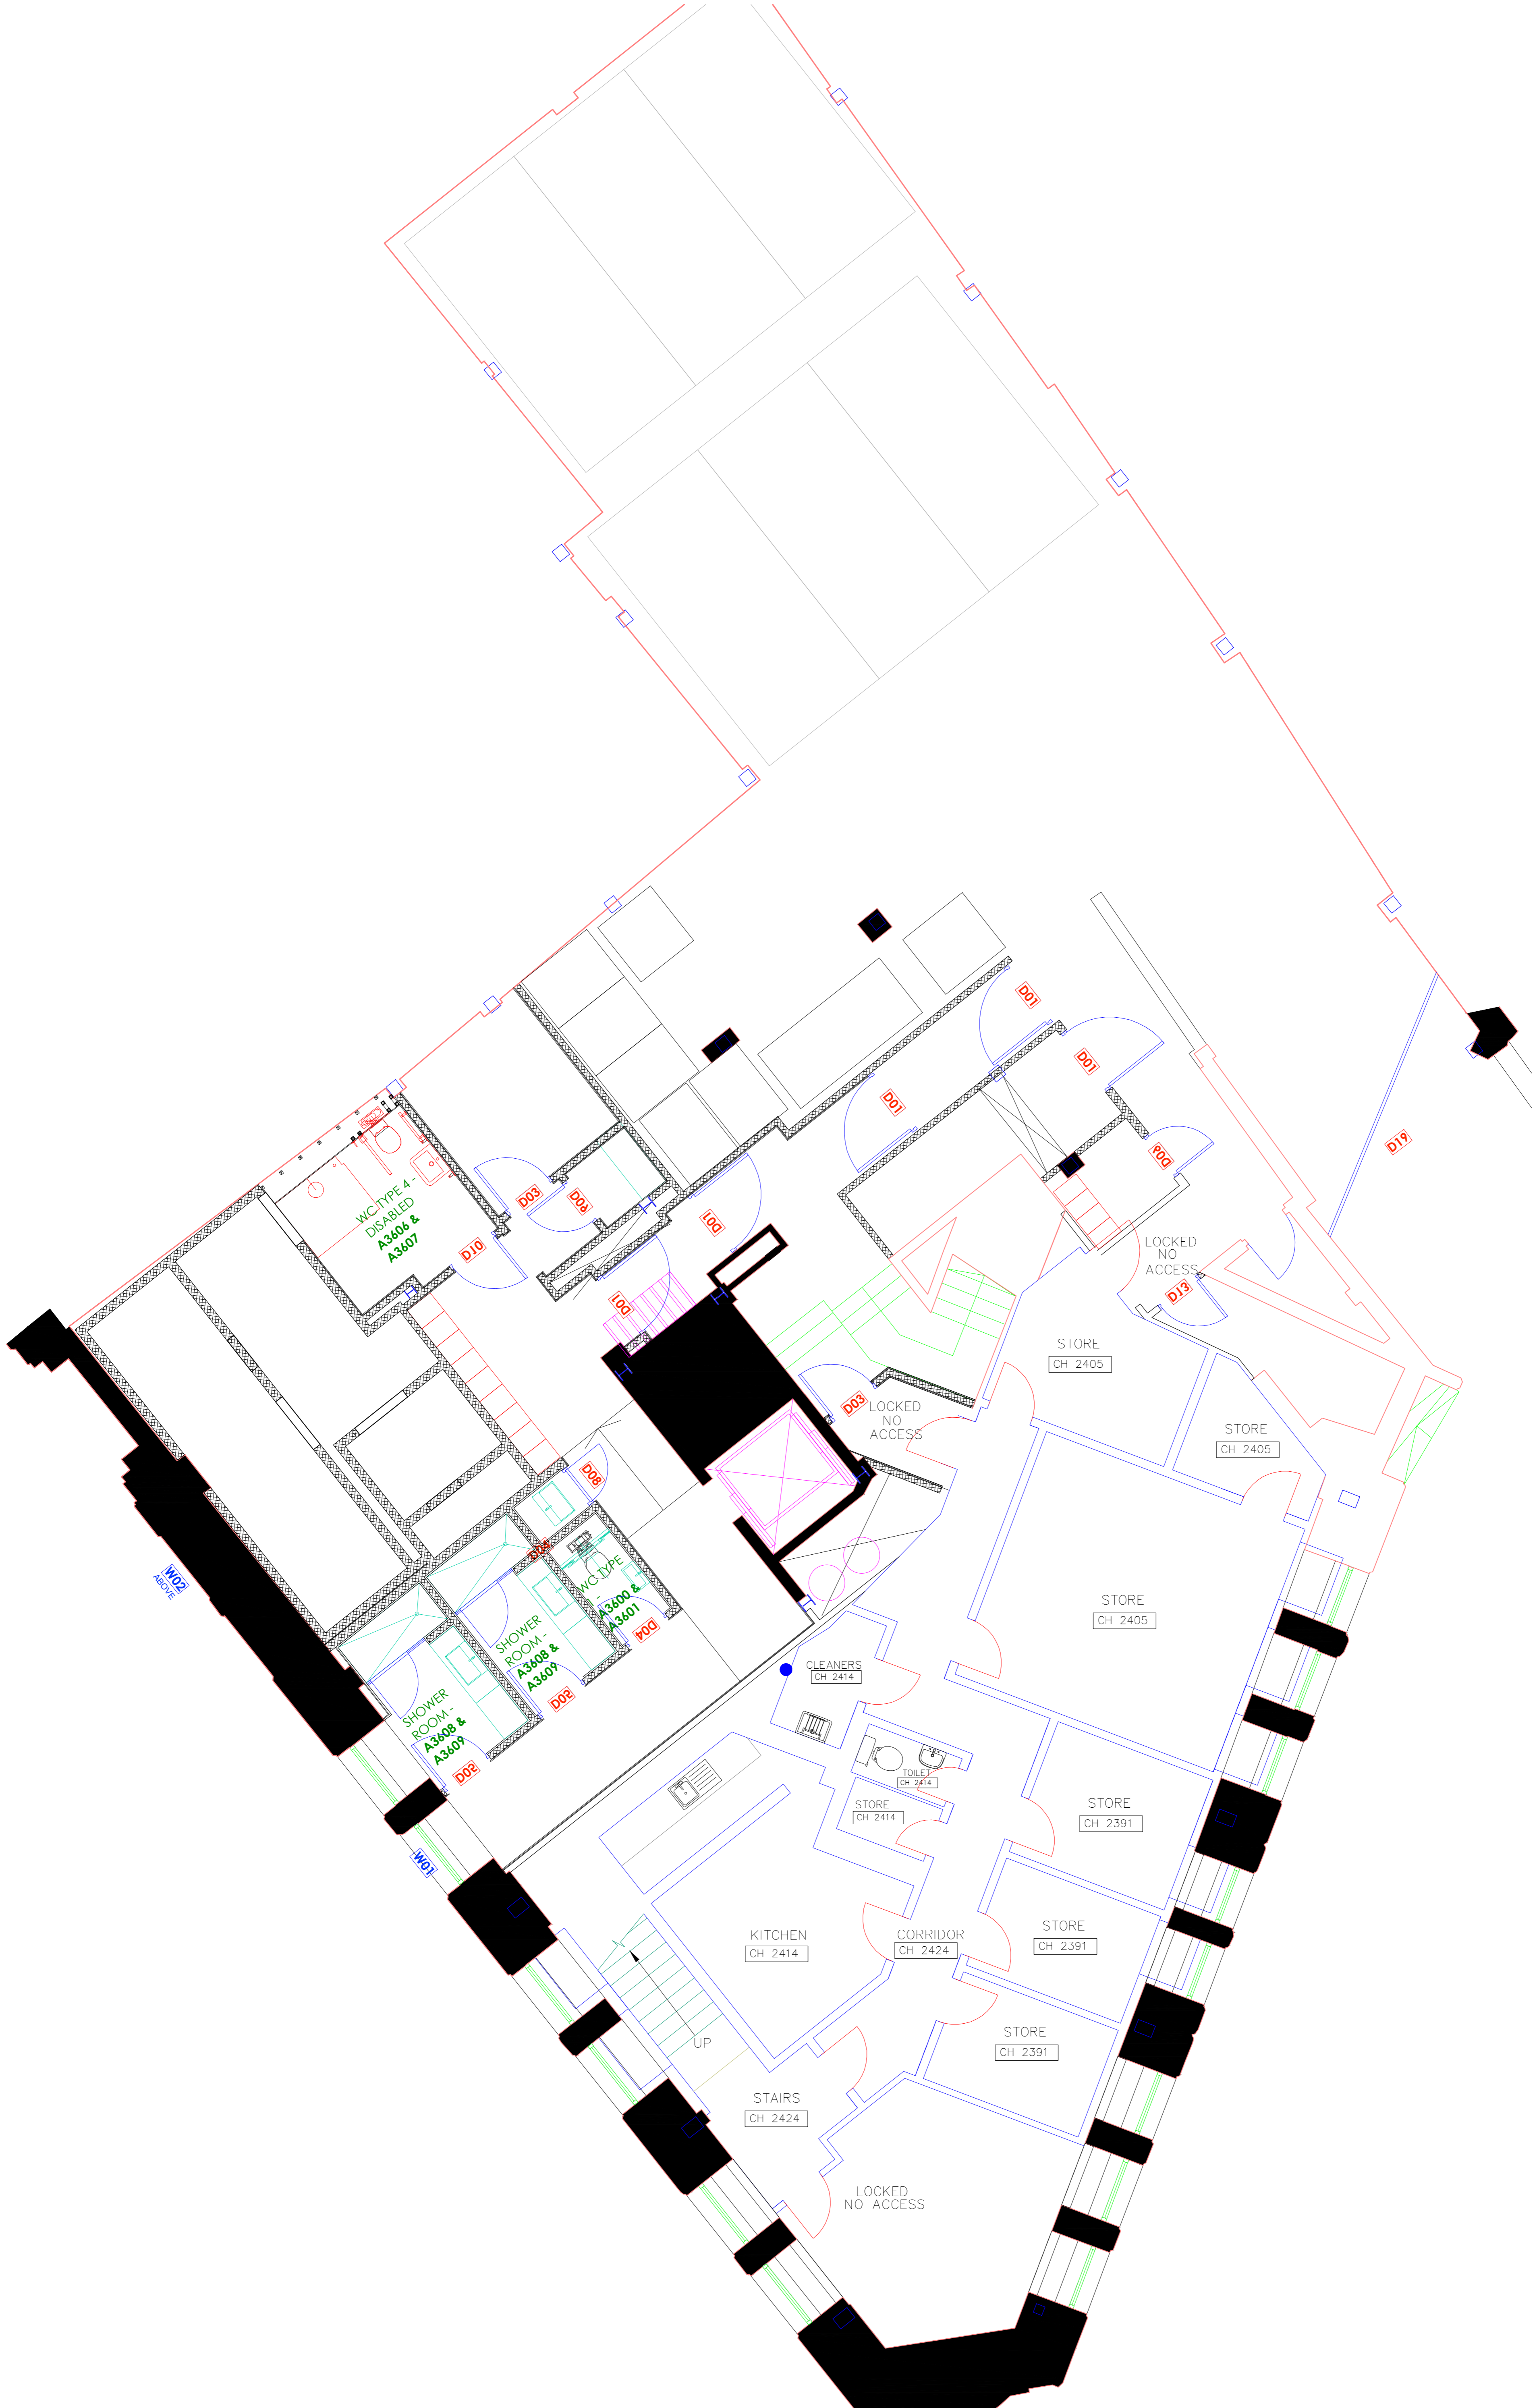 D01
D01
D01
D19
D09
WC TYPE 4 -
DISABLED
A3606 &
A3607
D03
D06
D10
D01
D01
LOCKED
NO
ACCESS
D13
STORE
CH 2405
D03
LOCKED
NO
ACCESS
STORE
CH 2405
D08
D04
WC TYPE
-
A3600 &
A3601
D04
W02
ABOVE
SHOWER
ROOM -
A3608 &
A3609
D05
SHOWER
ROOM -
A3608 &
A3609
D05
STORE
CH 2405
CLEANERS
CH 2414
TOILET
CH 2414
STORE
CH 2414
STORE
CH 2391
W01
KITCHEN
CH 2414
CORRIDOR
CH 2424
STORE
CH 2391
UP
STORE
CH 2391
STAIRS
CH 2424
LOCKED
NO ACCESS